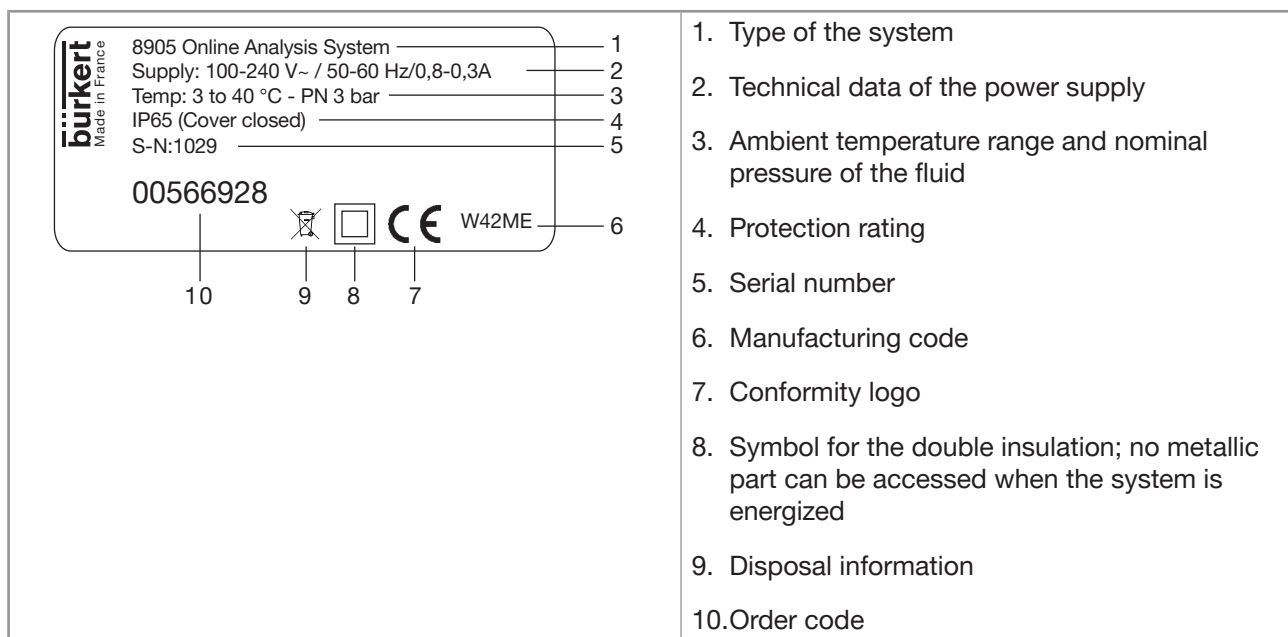 bürkert
Made in France
8905 Online Analysis System
1
Supply: 100-240 V~ / 50-60 Hz/0,8-0,3A
2
Temp: 3 to 40 °C - PN 3 bar
3
IP65 (Cover closed)
4
S-N:1029
5
00566928
CE
W42ME
6
10
9
8
7
1. Type of the system
2. Technical data of the power supply
3. Ambient temperature range and nominal
pressure of the fluid
4. Protection rating
5. Serial number
6. Manufacturing code
7. Conformity logo
8. Symbol for the double insulation; no metallic
part can be accessed when the system is
energized
9. Disposal information
10.Order code